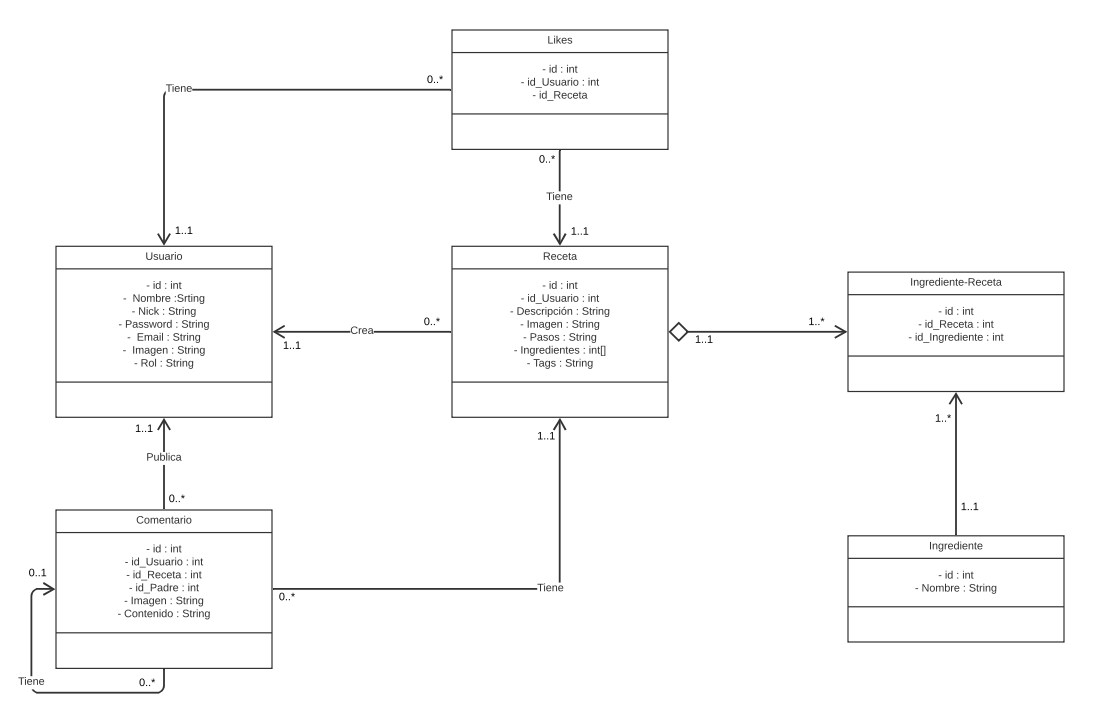 Likes
- id : int
- id_Usuario : int
- id_Receta
0..*
Tiene
1..1
0..*
Tiene
1..1
Usuario
- id : int
- Nombre :Srting
- Nick : String
- Password : String
- Email : String
- Imagen : String
- Rol : String
Receta
- id : int
- id_Usuario : int
- Descripción : String
- Imagen : String
- Pasos : String
- Ingredientes : int[]
- Tags : String
0..*
Crea
1..1
Ingrediente-Receta
- id : int
- id_Receta : int
- id_Ingrediente : int
1..*
1..1
1..1
Publica
0..*
1..1
1..*
1..1
Comentario
- id : int
- id_Usuario : int
- id_Receta : int
- id_Padre : int
- Imagen : String
- Contenido : String
0..1
0..*
Tiene
Ingrediente
- id : int
- Nombre : String
Tiene
0..*